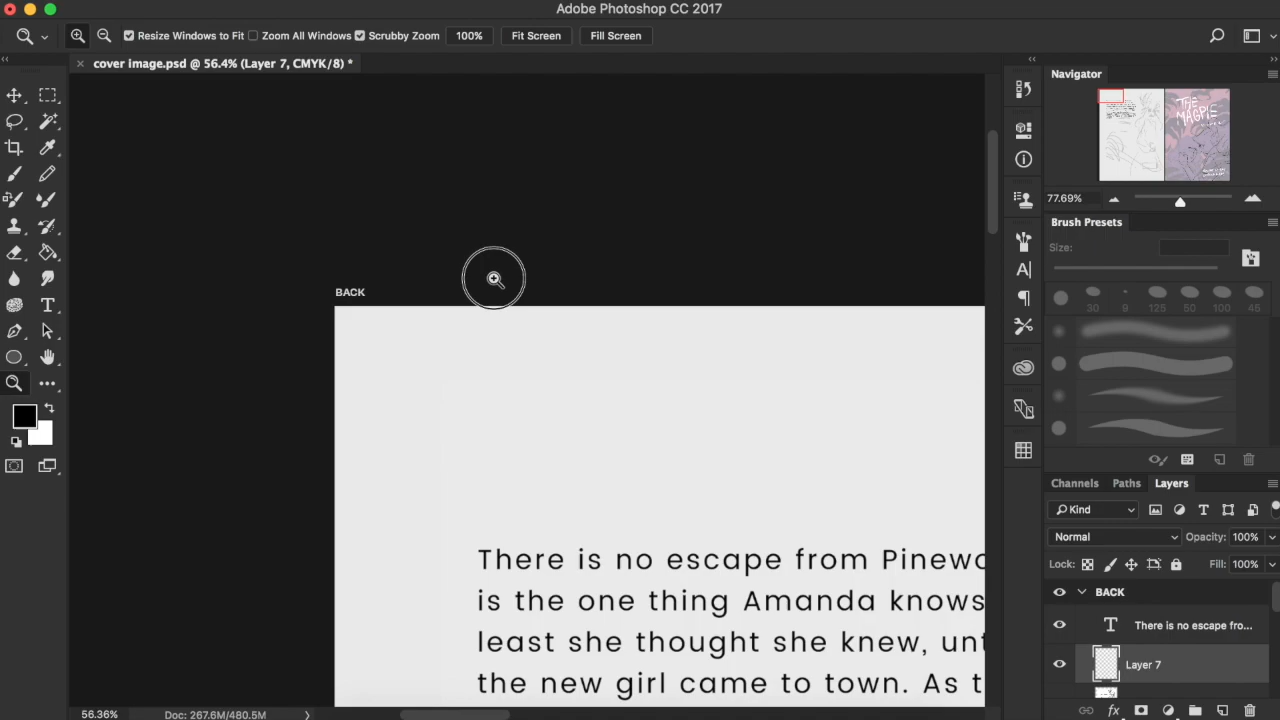 Adobe Photoshop CC 2017
Resize Windows to Fit Zoom All Windows Scrubby Zoom 100% Fit Screen Fill Screen
cover image.psd @ 56.4% (Layer 7, CMYK/8) *
Navigator
THE
MAGPIE
77.69%
Brush Presets
Size:
30 9 125 50 100 45
BACK
There is no escape from Pinewo
is the one thing Amanda knows
least she thought she knew, unt
the new girl came to town. As t
Channels Paths Layers
Kind
Normal Opacity: 100%
Lock: Fill: 100%
BACK
There is no escape fro...
Layer 7
56.36% Doc: 267.6M/480.5M